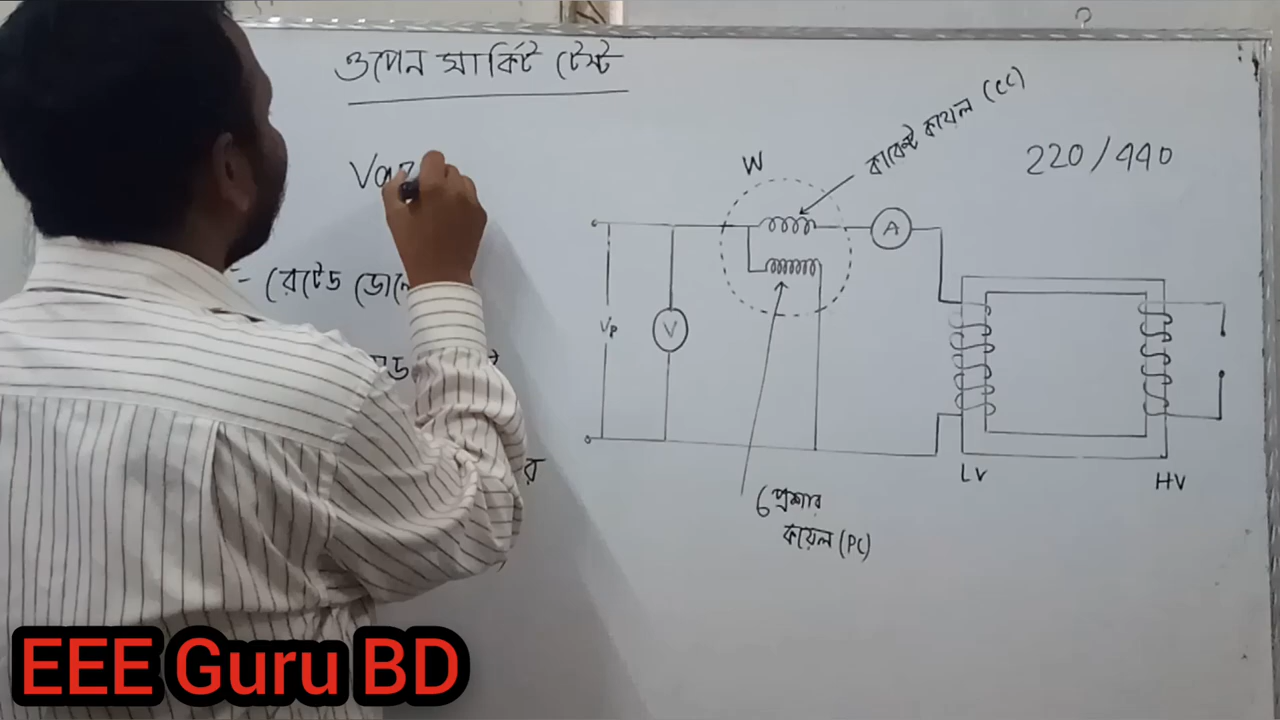 ওপেন সার্কিট টেস্ট
= রেটেড
W
কারেন্ট কয়েল (CC)
220/440
A
V
VP
প্রেশার
কয়েল (PC)
LV
HV
EEE Guru BD